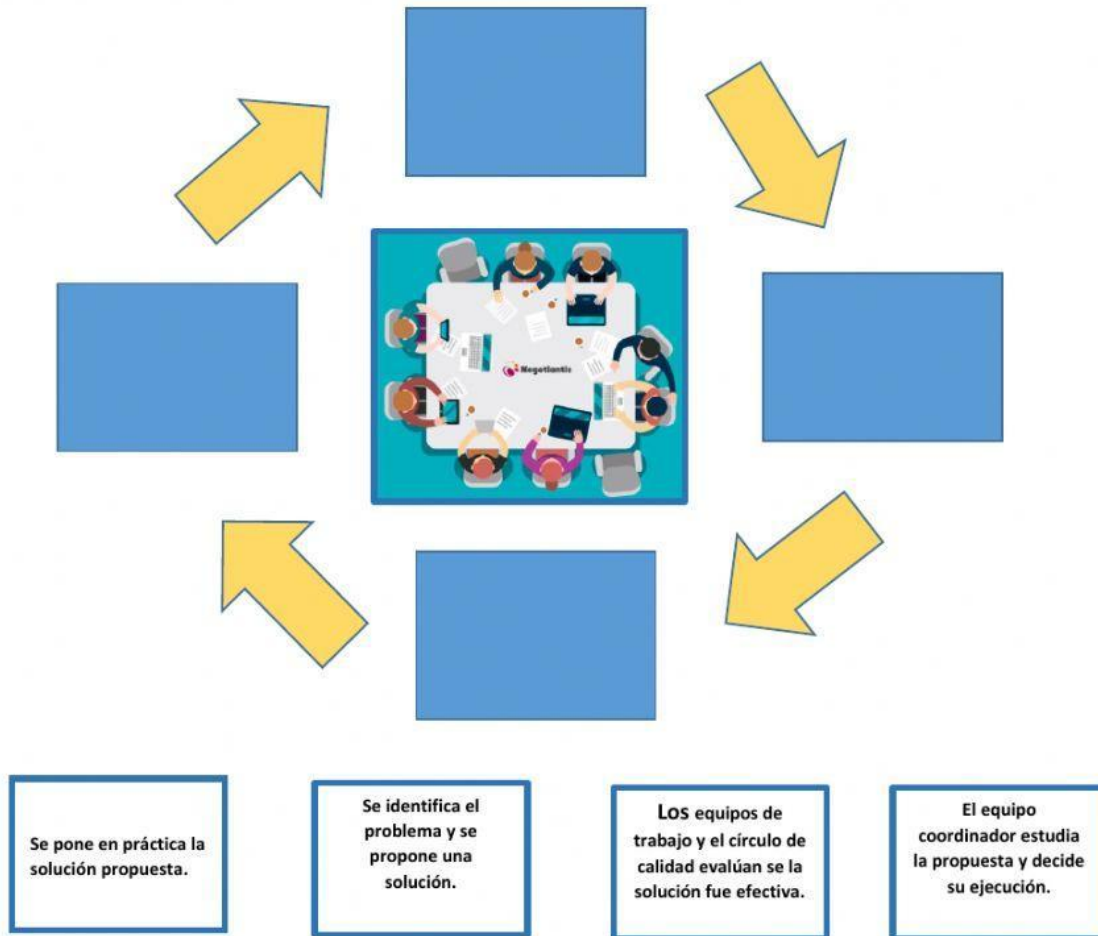 Negotiantis
Se pone en práctica la
solución propuesta.
Se identifica el
problema y se
propone una
solución.
Los equipos de
trabajo y el círculo de
calidad evalúan se la
solución fue efectiva.
El equipo
coordinador estudia
la propuesta y decide
su ejecución.